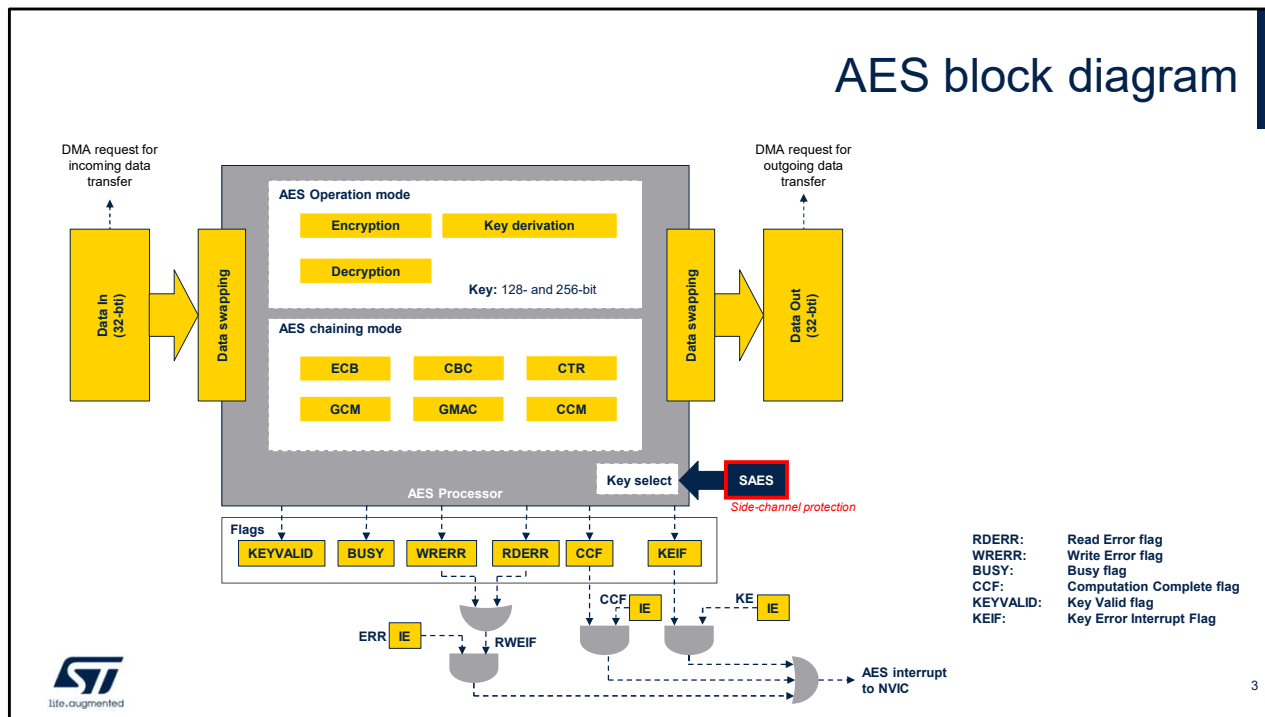 AES block diagram
DMA request for
incoming data
transfer
DMA request for
outgoing data
transfer
AES Operation mode
Encryption
Key derivation
Decryption
Key: 128- and 256-bit
Data In
(32-bti)
Data swapping
Data swapping
Data Out
(32-bti)
AES chaining mode
ECB
CBC
CTR
GCM
GMAC
CCM
Key select
SAES
AES Processor
Side-channel protection
Flags
KEYVALID
BUSY
WRERR
RDERR
CCF
KEIF
RDERR: Read Error flag
WRERR: Write Error flag
BUSY: Busy flag
CCF: Computation Complete flag
KEYVALID: Key Valid flag
KEIF: Key Error Interrupt Flag
CCF
IE
KE
IE
ERR
IE
RWEIF
AES interrupt
to NVIC
ST
life.augmented
3